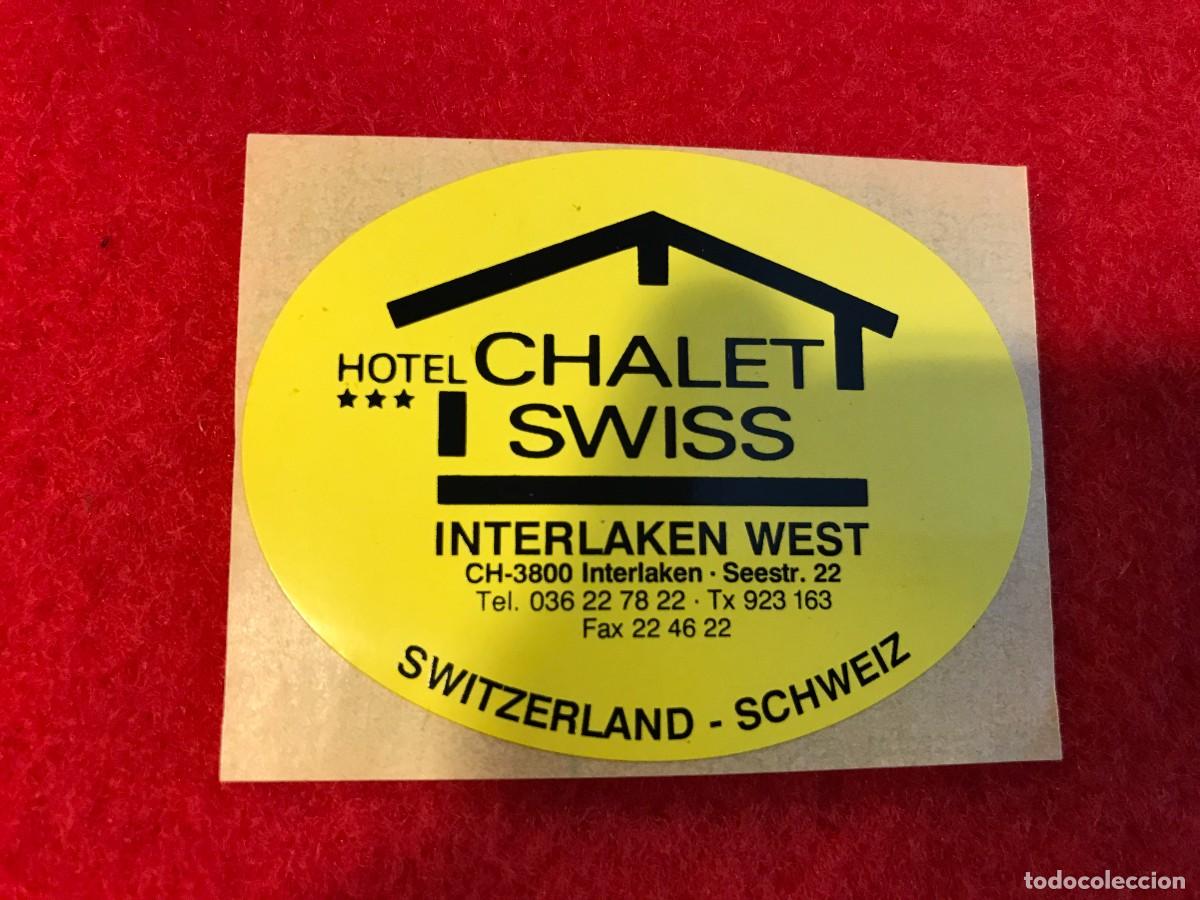 HOTEL CHALET
★★★
SWISS
INTERLAKEN WEST
CH-3800 Interlaken · Seestr. 22
Tel. 036 22 78 22 · Tx 923 163
Fax 22 46 22
SWITZERLAND - SCHWEIZ
todocoleccion